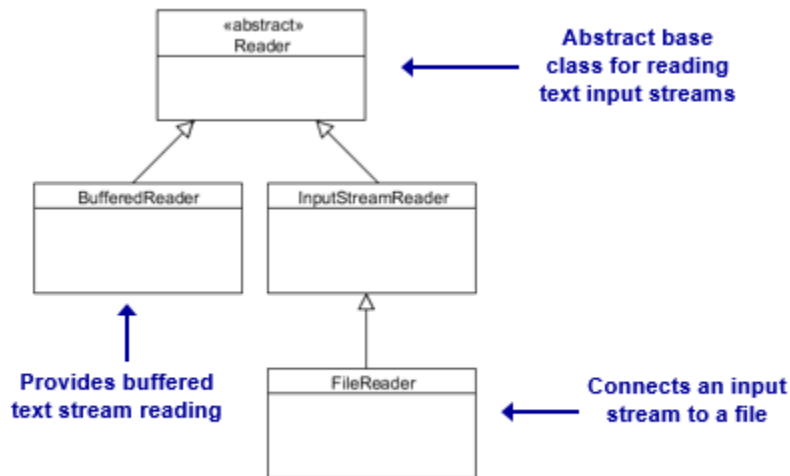 «abstract»
Reader
Abstract base
class for reading
text input streams
BufferedReader
InputStreamReader
Provides buffered
text stream reading
FileReader
Connects an input
stream to a file